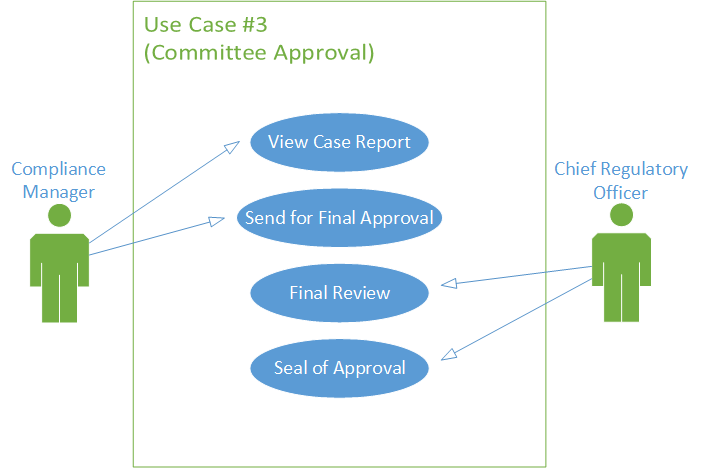 Use Case #3
(Committee Approval)
View Case Report
Compliance
Manager
Chief Regulatory
Officer
Send for Final Approval
Final Review
Seal of Approval